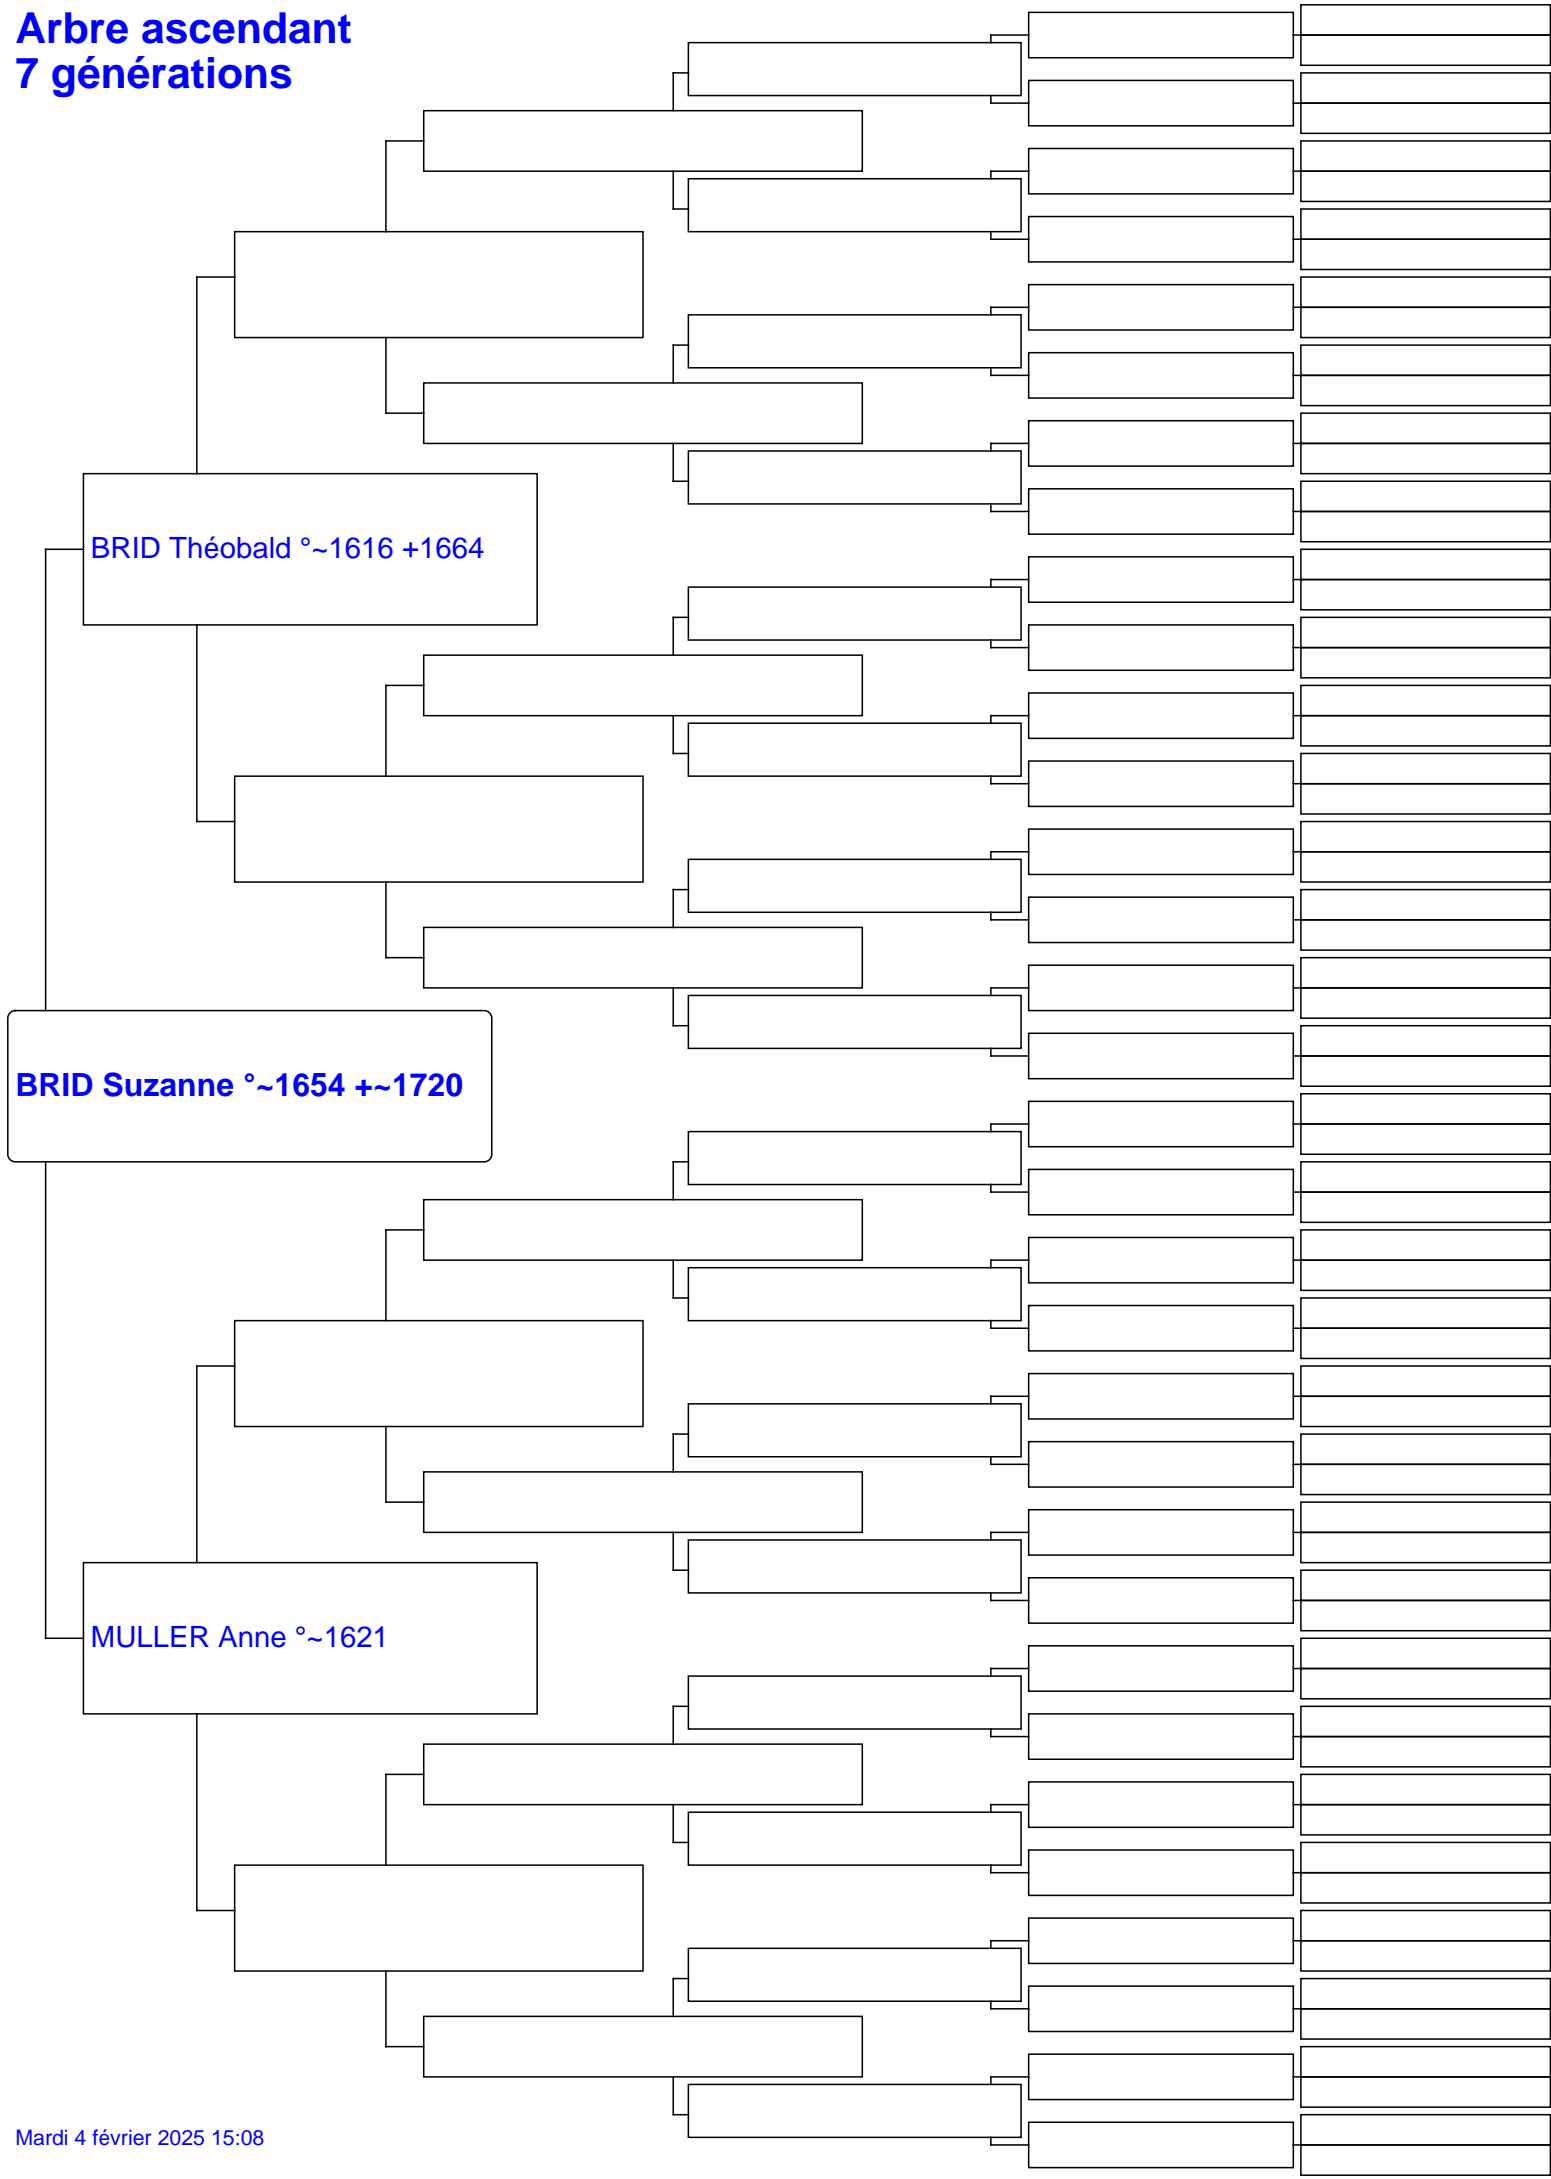 Arbre ascendant
7 générations
BRID Théobald °~1616 +1664
BRID Suzanne °~1654 +~1720
MULLER Anne °~1621
Mardi 4 février 2025 15:08